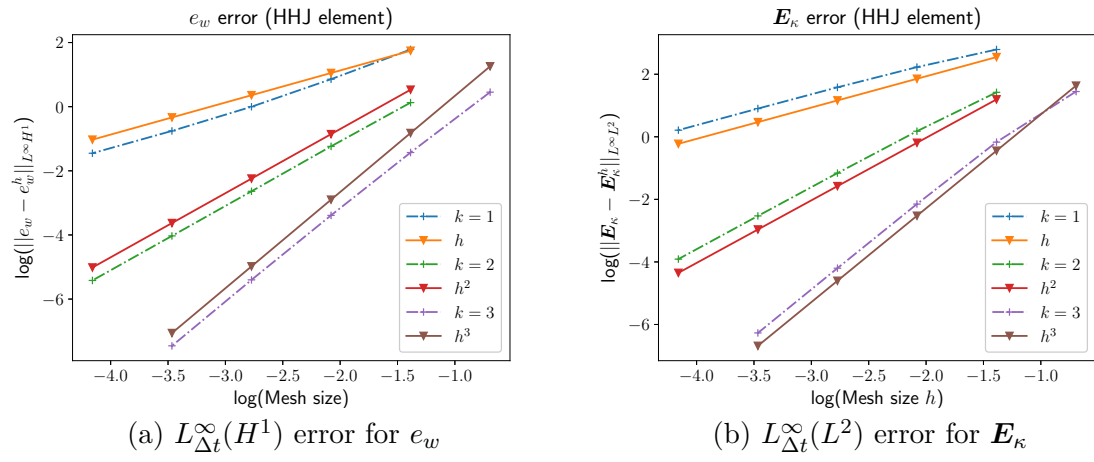 e_w error (HHJ element)
log(||e_w − e_w^h||_{L^∞ H^1})
2
0
−2
−4
−6
−4.0 −3.5 −3.0 −2.5 −2.0 −1.5 −1.0
log(Mesh size)
k = 1
h
k = 2
h^2
k = 3
h^3
(a) L^∞_{Δt}(H^1) error for e_w
E_κ error (HHJ element)
log(||E_κ − E_κ^h||_{L^∞ L^2})
4
2
0
−2
−4
−6
−4.0 −3.5 −3.0 −2.5 −2.0 −1.5 −1.0
log(Mesh size h)
k = 1
h
k = 2
h^2
k = 3
h^3
(b) L^∞_{Δt}(L^2) error for E_κ